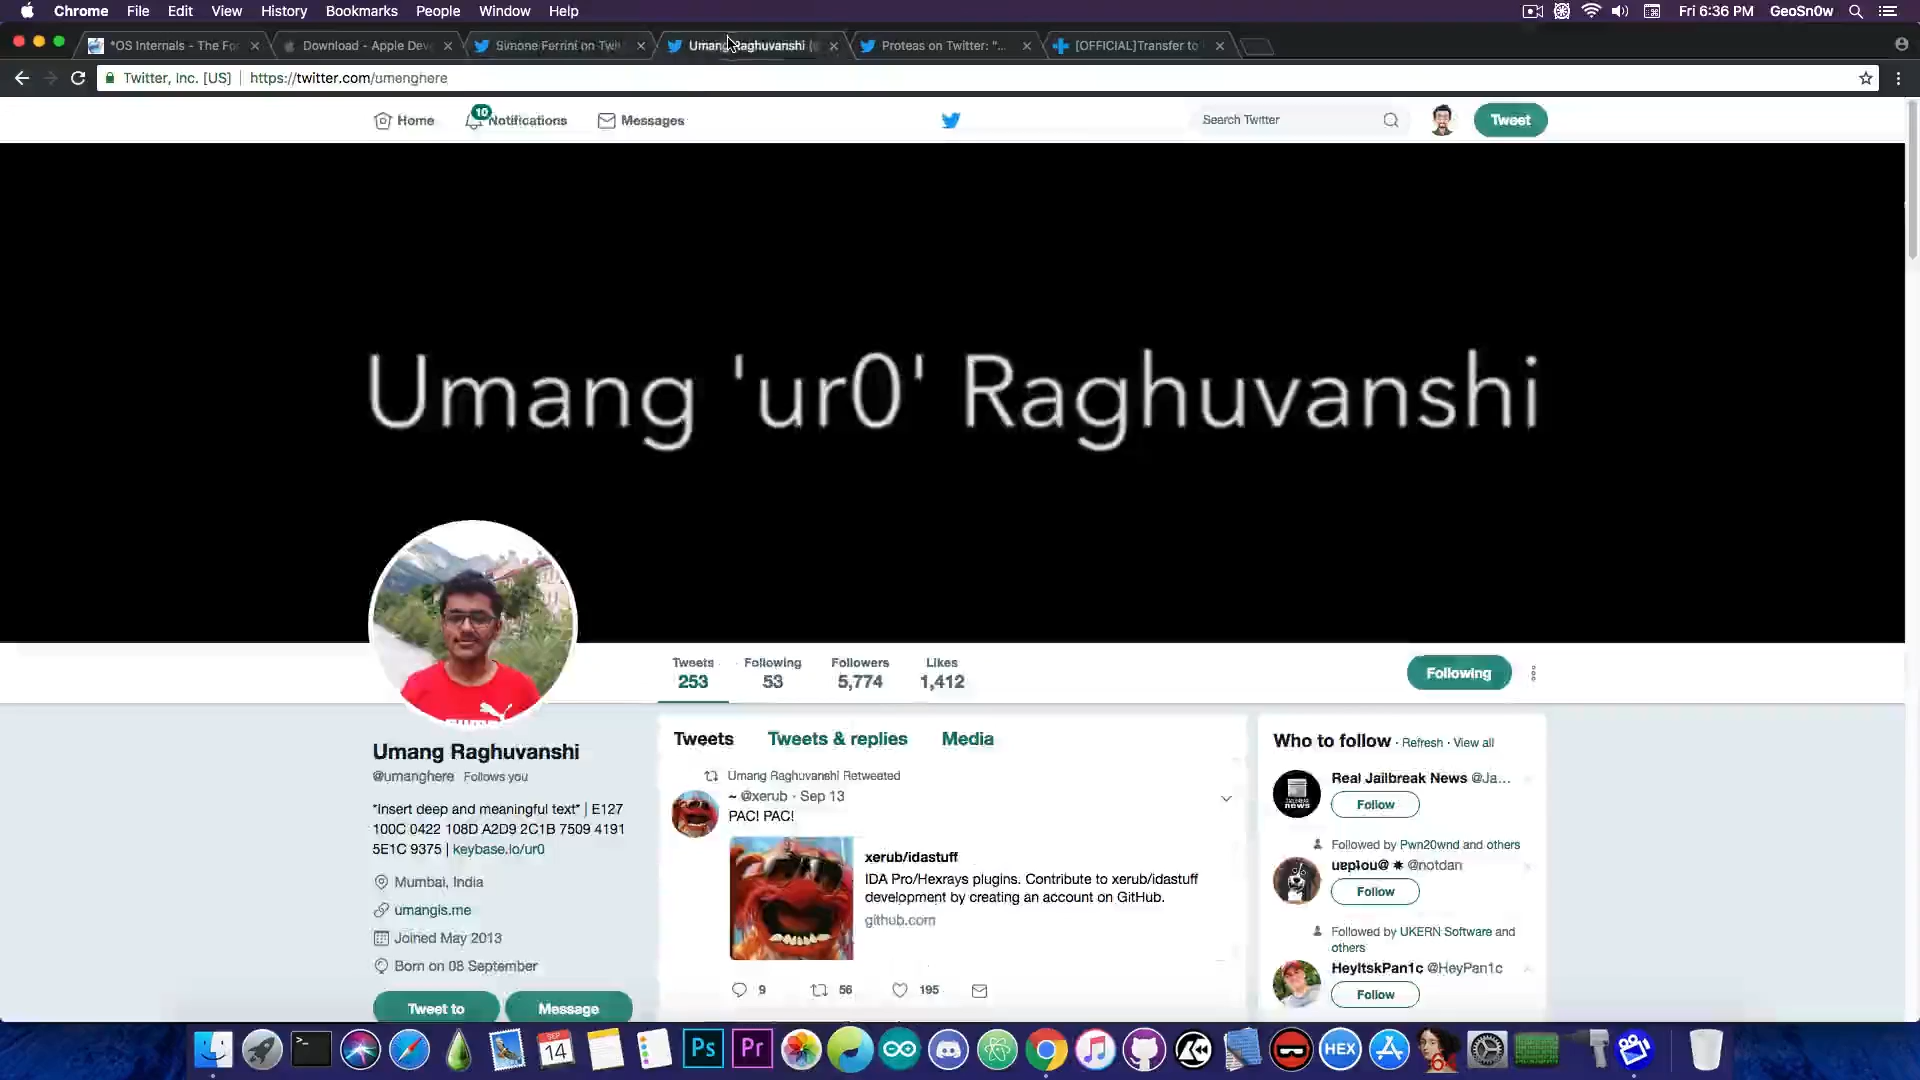 Chrome File Edit View History Bookmarks People Window Help Fri 6:36 PM GeoSn0w
*OS Internals - The Fo Download - Apple Dev Simone Ferrini on Twi Umang Raghuvanshi ( Proteas on Twitter: "... [OFFICIAL]Transfer to
Twitter, Inc. [US] https://twitter.com/umenghere
Home 10 Notifications Messages Search Twitter Tweet
Umang 'ur0' Raghuvanshi
Tweets Following Followers Likes
253 53 5,774 1,412
Following
Umang Raghuvanshi
@umanghere Follows you
*Insert deep and meaningful text* | E127
100C 0422 108D A2D9 2C1B 7509 4191
5E1C 9375 | keybase.io/ur0
Mumbai, India
umangis.me
Joined May 2013
Born on 08 September
Tweet to Message
Tweets Tweets & replies Media
Umang Raghuvanshi Retweeted
~ @xerub · Sep 13
PAC! PAC!
xerub/idastuff
IDA Pro/Hexrays plugins. Contribute to xerub/idastuff
development by creating an account on GitHub.
github.com
9 56 195
Who to follow · Refresh · View all
Real Jailbreak News @Ja...
Follow
Followed by Pwn20wnd and others
@notdan
Follow
Followed by UKERN Software and
others
HeyItskPan1c @HeyPan1c
Follow
SEP
14
Ps Pr HEX